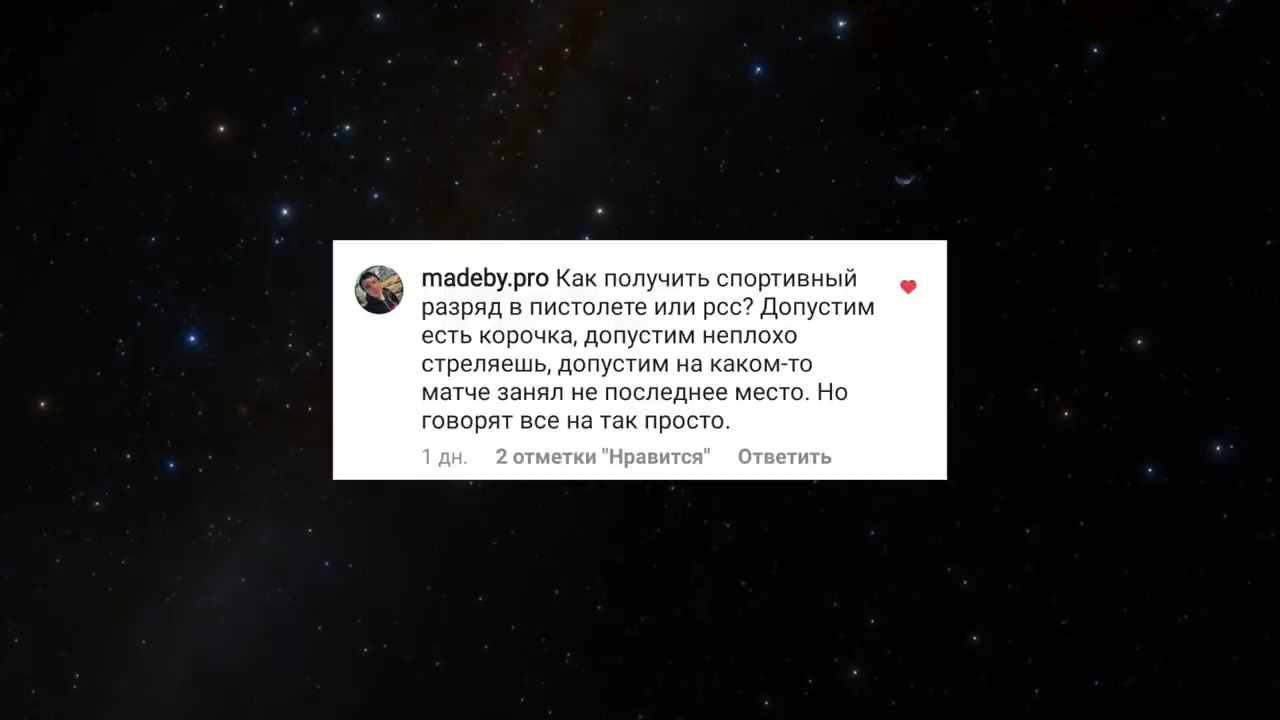 madeby.pro Как получить спортивный
разряд в пистолете или рсс? Допустим
есть корочка, допустим неплохо
стреляешь, допустим на каком-то
матче занял не последнее место. Но
говорят все на так просто.
1 дн. 2 отметки "Нравится" Ответить